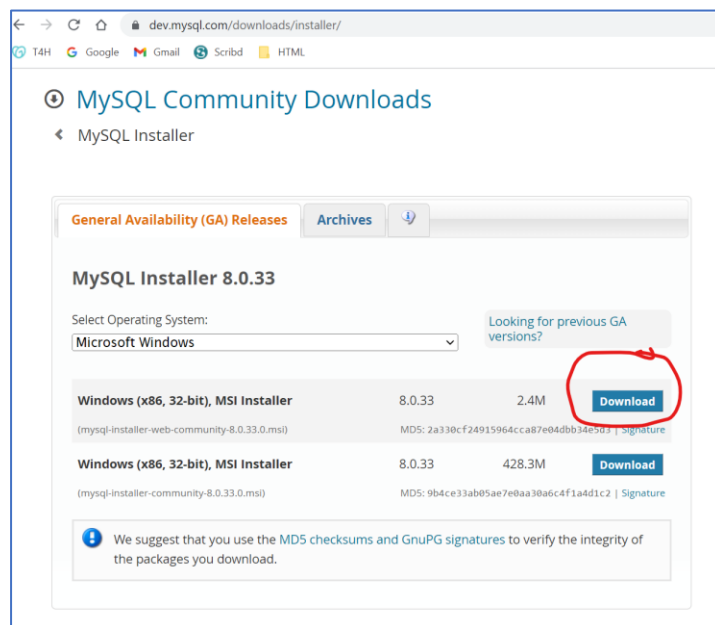 dev.mysql.com/downloads/installer/
T4H Google Gmail Scribd HTML
MySQL Community Downloads
MySQL Installer
General Availability (GA) Releases Archives
MySQL Installer 8.0.33
Select Operating System:
Microsoft Windows
Looking for previous GA
versions?
Windows (x86, 32-bit), MSI Installer 8.0.33 2.4M Download
(mysql-installer-web-community-8.0.33.0.msi) MD5: 2a330cf24915964cca87e04dbb34e5d3 | Signature
Windows (x86, 32-bit), MSI Installer 8.0.33 428.3M Download
(mysql-installer-community-8.0.33.0.msi) MD5: 9b4ce33ab05ae7e0aa30a6c4f1a4d1c2 | Signature
We suggest that you use the MD5 checksums and GnuPG signatures to verify the integrity of
the packages you download.